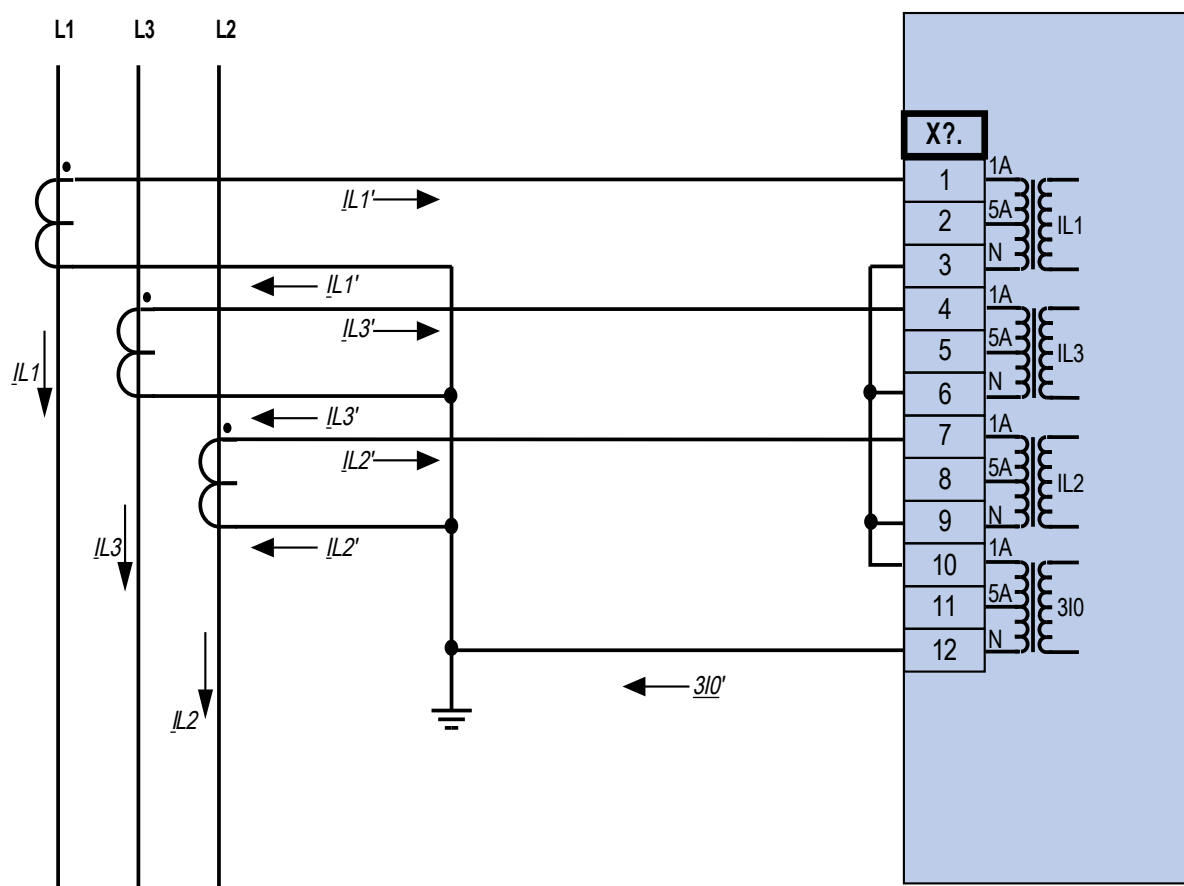 L1 L3 L2
X?.
1 1A
IL1'
2 5A IL1
3 N
IL1'
4 1A
IL3'
5 5A IL3
IL1
6 N
IL3'
7 1A
IL2'
8 5A IL2
9 N
IL3 IL2'
10 1A
11 5A 3I0
12 N
3I0'
IL2